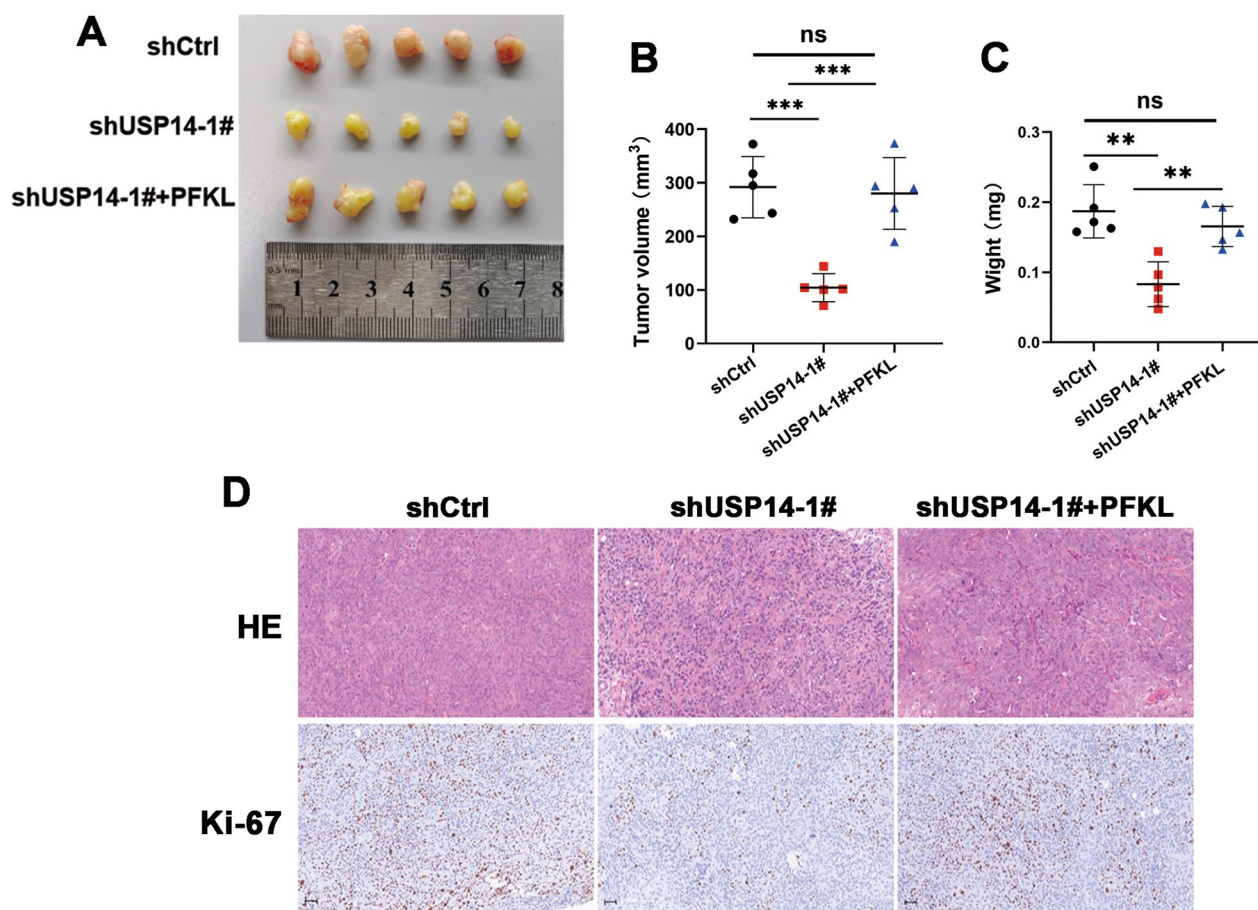 A
shCtrl
shUSP14-1#
shUSP14-1#+PFKL
0.5 mm
mm
1 2 3 4 5 6 7 8
B
ns
***
***
Tumor volume (mm³)
400
300
200
100
0
shCtrl
shUSP14-1#
shUSP14-1#+PFKL
C
ns
**
**
Wight (mg)
0.3
0.2
0.1
0.0
shCtrl
shUSP14-1#
shUSP14-1#+PFKL
D
shCtrl shUSP14-1# shUSP14-1#+PFKL
HE
Ki-67